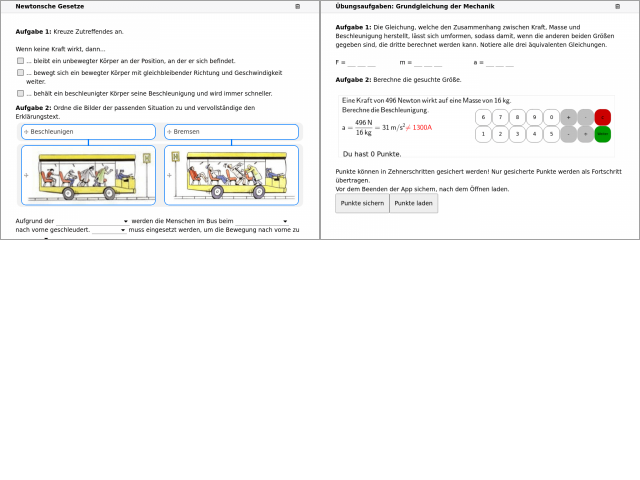 Newtonsche Gesetze
Aufgabe 1: Kreuze Zutreffendes an.
Wenn keine Kraft wirkt, dann...
... bleibt ein unbewegter Körper an der Position, an der er sich befindet.
... bewegt sich ein bewegter Körper mit gleichbleibender Richtung und Geschwindigkeit
weiter.
... behält ein beschleunigter Körper seine Beschleunigung und wird immer schneller.
Aufgabe 2: Ordne die Bilder der passenden Situation zu und vervollständige den
Erklärungstext.
Beschleunigen
Bremsen
Aufgrund der werden die Menschen im Bus beim
nach vorne geschleudert. muss eingesetzt werden, um die Bewegung nach vorne zu
Übungsaufgaben: Grundgleichung der Mechanik
Aufgabe 1: Die Gleichung, welche den Zusammenhang zwischen Kraft, Masse und
Beschleunigung herstellt, lässt sich umformen, sodass damit, wenn die anderen beiden Größen
gegeben sind, die dritte berechnet werden kann. Notiere alle drei äquivalenten Gleichungen.
F = __ __ __ m = __ __ __ a = __ __ __
Aufgabe 2: Berechne die gesuchte Größe.
Eine Kraft von 496 Newton wirkt auf eine Masse von 16 kg.
Berechne die Beschleunigung.
a = 496 N / 16 kg = 31 m/s² ≠ 1300A
6 7 8 9 0
1 2 3 4 5
Du hast 0 Punkte.
Punkte können in Zehnerschritten gesichert werden! Nur gesicherte Punkte werden als Fortschritt
übertragen.
Vor dem Beenden der App sichern, nach dem Öffnen laden.
Punkte sichern Punkte laden